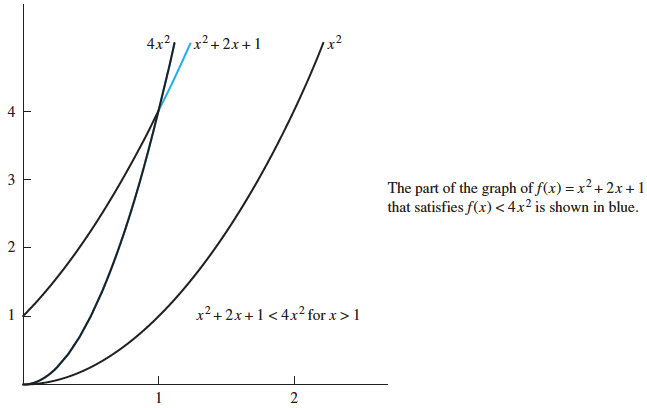 4x² x² + 2x + 1 x²
4
3
The part of the graph of f(x) = x² + 2x + 1
that satisfies f(x) < 4x² is shown in blue.
2
1
x² + 2x + 1 < 4x² for x > 1
1 2